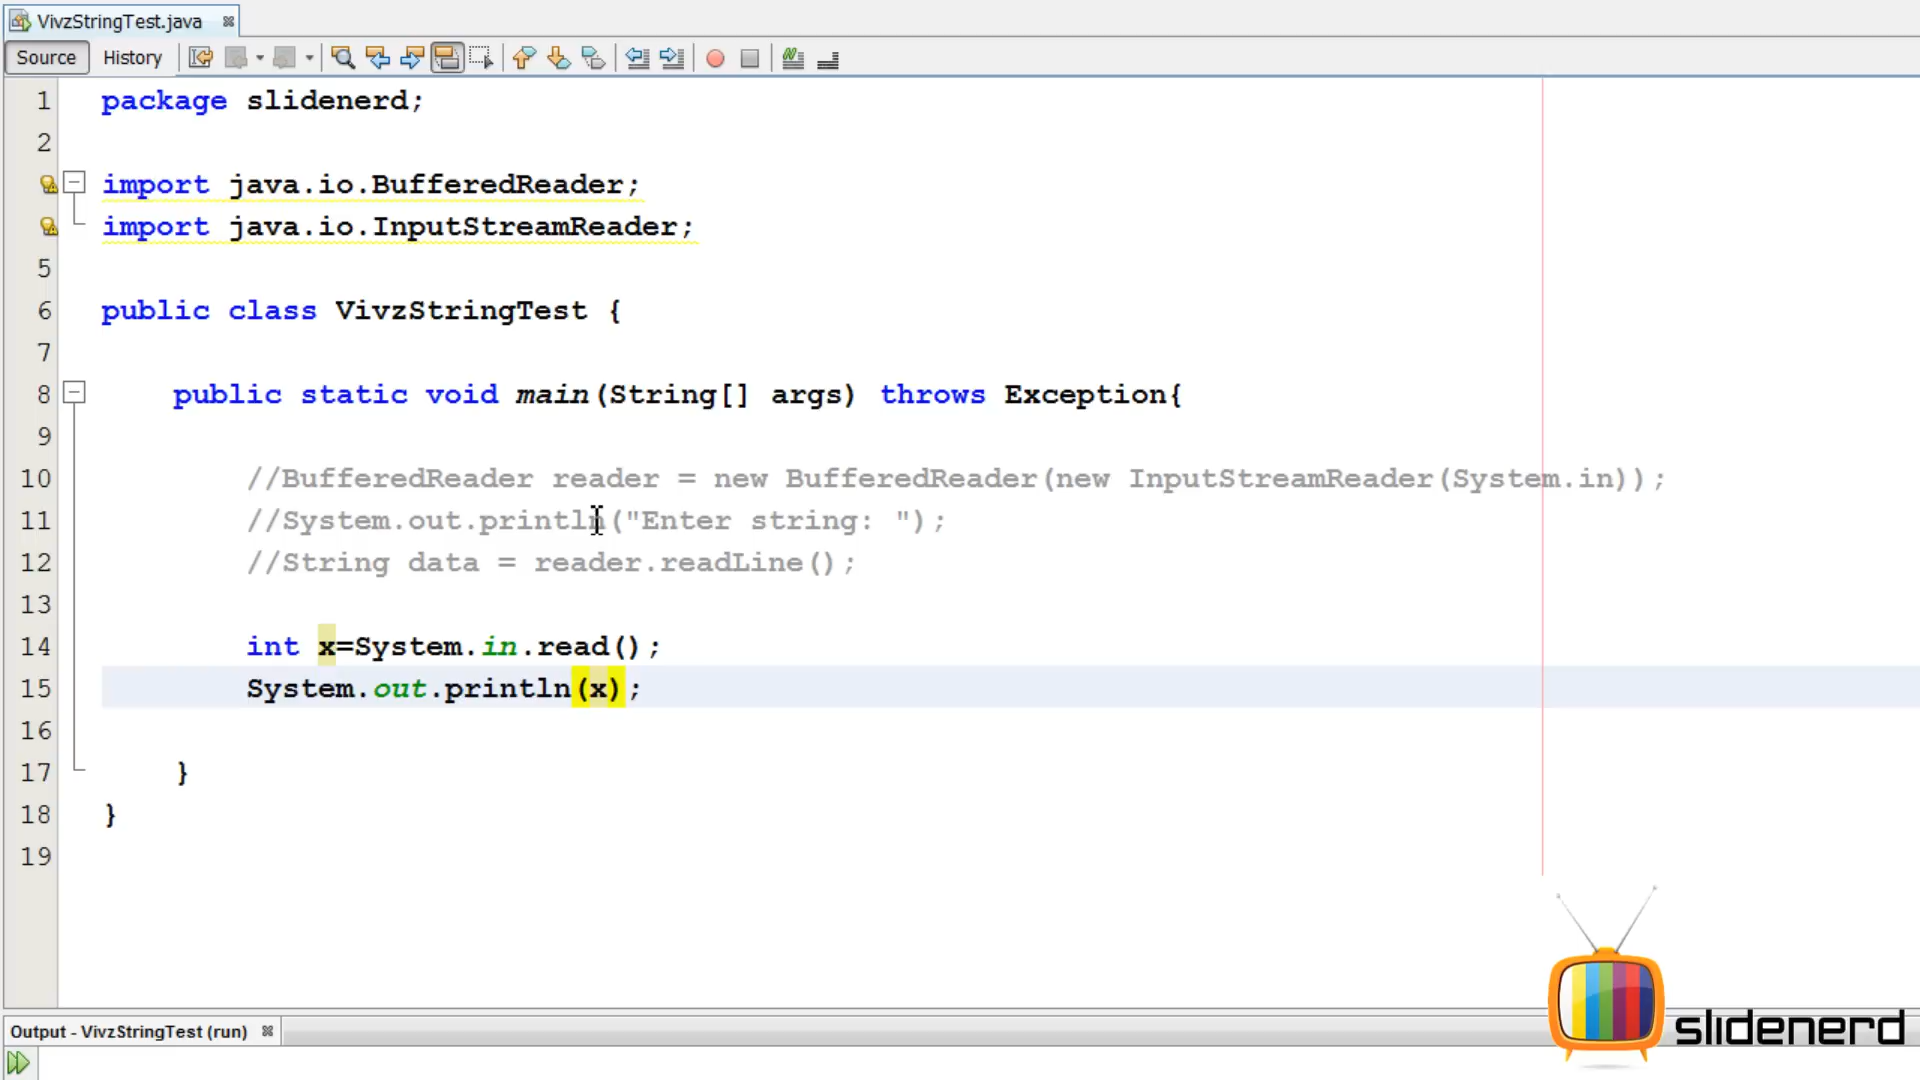 VivzStringTest.java
Source History
1 package slidenerd;
2
import java.io.BufferedReader;
import java.io.InputStreamReader;
5
6 public class VivzStringTest {
7
8 public static void main(String[] args) throws Exception{
9
10 //BufferedReader reader = new BufferedReader(new InputStreamReader(System.in));
11 //System.out.println("Enter string: ");
12 //String data = reader.readLine();
13
14 int x=System.in.read();
15 System.out.println(x);
16
17 }
18 }
19
slidenerd
Output - VivzStringTest (run)